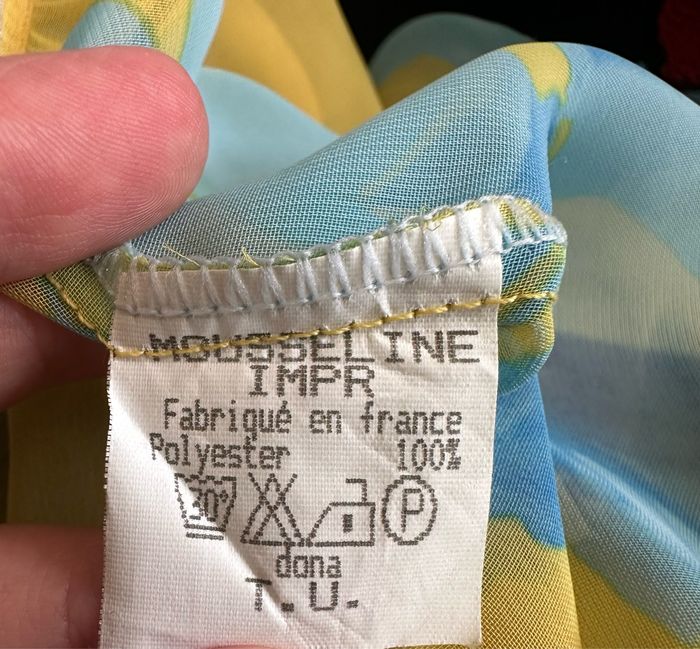 MOUSSELINE
IMPR
Fabriqué en france
Polyester 100%
30°
P
dona
T.U.